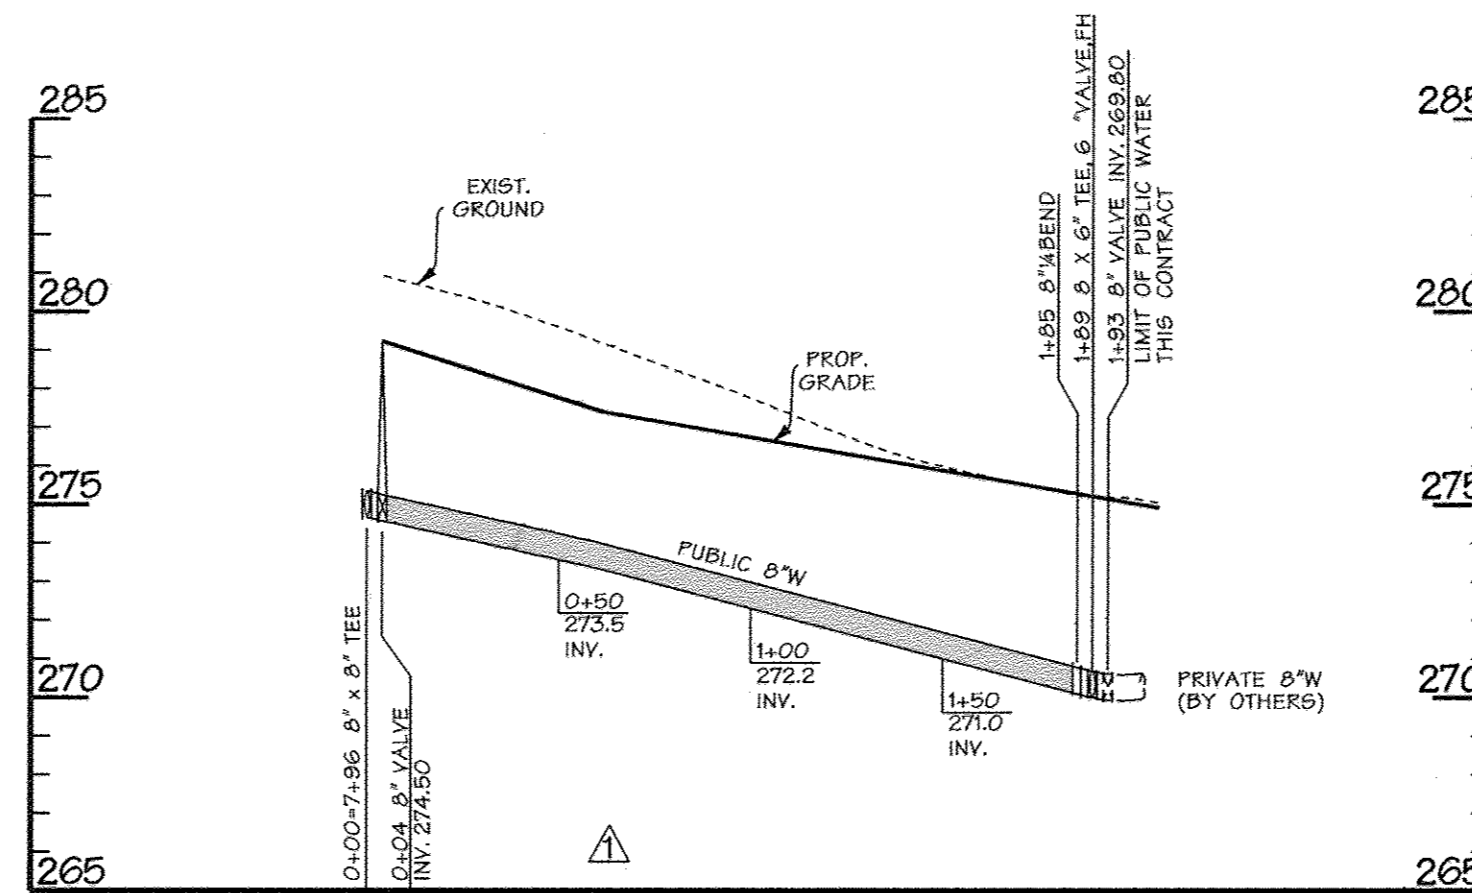 285
280
275
270
265
EXIST.
GROUND
PROP.
GRADE
PUBLIC 8"W
0+50
273.5
INV.
1+00
272.2
INV.
1+50
271.0
INV.
0+00=7+96 8" x 8" TEE
0+04 8" VALVE
INV. 274.50
1
1+85 8"¼BEND
1+89 8 X 6" TEE, 6 "VALVE,FH
1+93 8" VALVE INV. 269.80
LIMIT OF PUBLIC WATER
THIS CONTRACT
PRIVATE 8"W
(BY OTHERS)
285
280
275
270
265